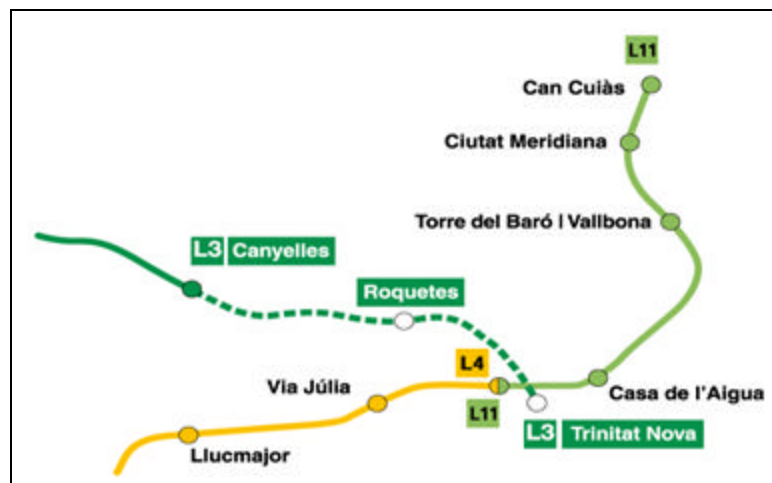 L11
Can Cuiàs
Ciutat Meridiana
Torre del Baró | Vallbona
L3 Canyelles
Roquetes
L4
Via Júlia
Casa de l'Aigua
L11
L3 Trinitat Nova
Llucmajor